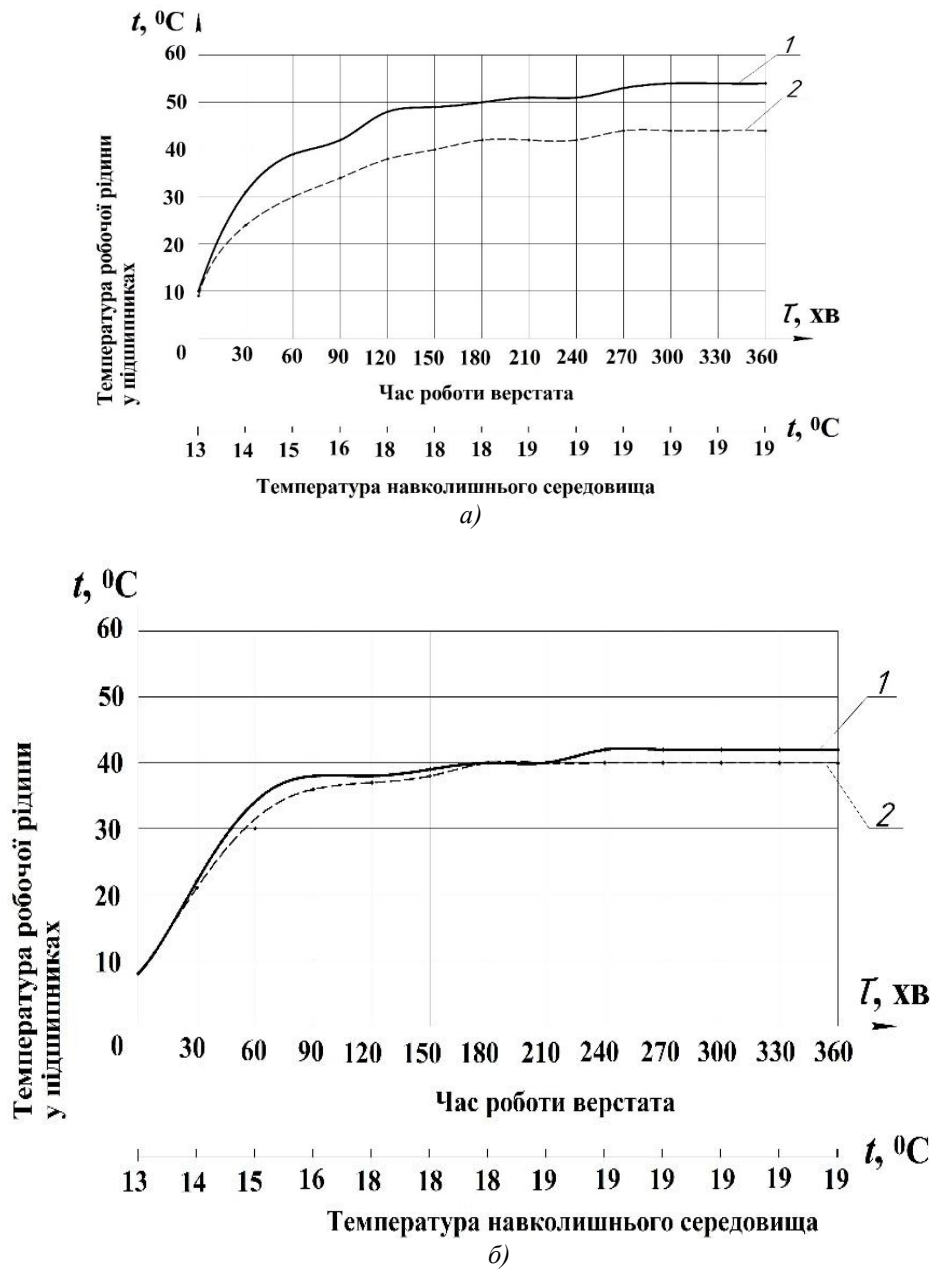 t, ⁰C
60
50
40
30
20
10
0
Температура робочої рідини
у підшипниках
1
2
τ, хв
30 60 90 120 150 180 210 240 270 300 330 360
Час роботи верстата
t, ⁰C
13 14 15 16 18 18 18 19 19 19 19 19 19
Температура навколишнього середовища
а)
t, ⁰C
60
50
40
30
20
10
0
Температура робочої рідини
у підшипниках
1
2
τ, хв
30 60 90 120 150 180 210 240 270 300 330 360
Час роботи верстата
t, ⁰C
13 14 15 16 18 18 18 19 19 19 19 19 19
Температура навколишнього середовища
б)